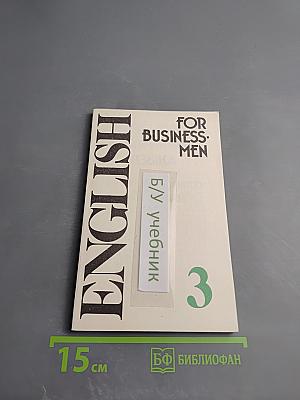 ENGLISH
FOR
BUSINESS-
MEN
Б/У учебник
3
15 см
БФ БИБЛИОФАН